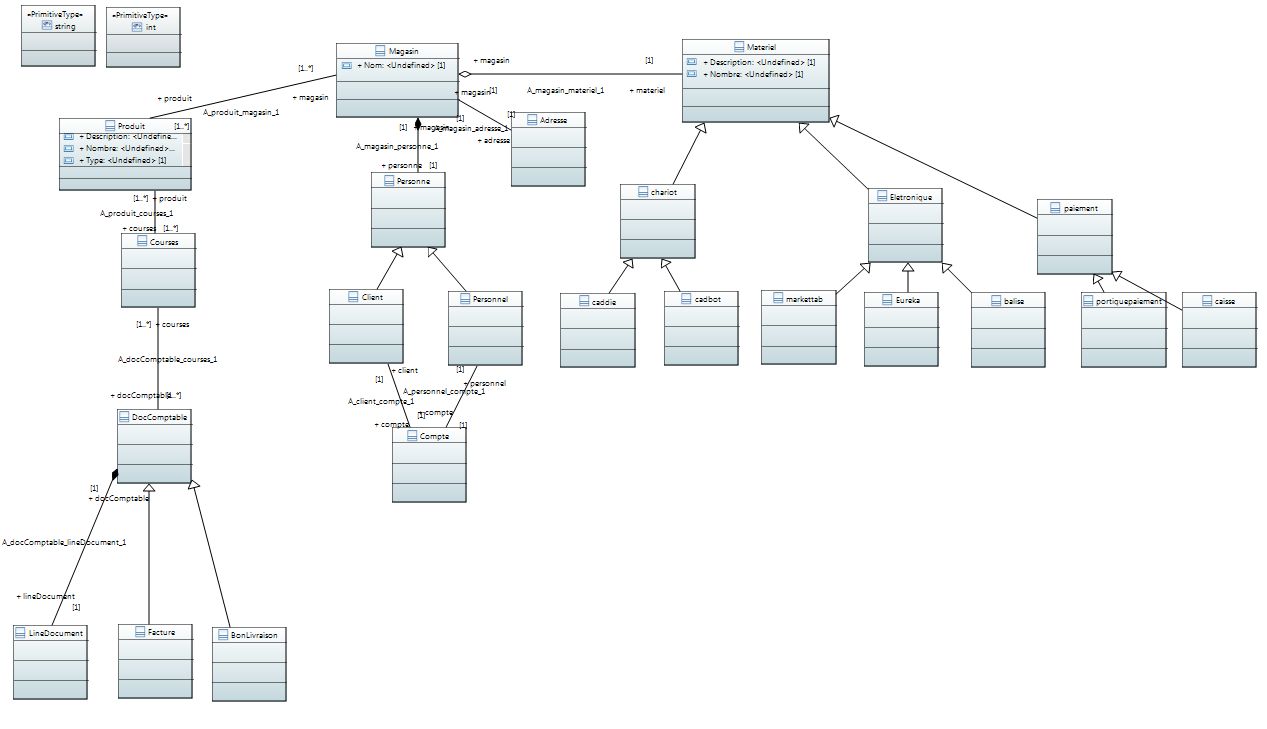 «PrimitiveType»
string
«PrimitiveType»
int
Magasin
+ Nom: <Undefined> [1]
Materiel
+ Description: <Undefined> [1]
+ Nombre: <Undefined> [1]
+ magasin
[1]
A_magasin_materiel_1
+ materiel
[1..*]
+ produit
+ magasin
A_produit_magasin_1
+ magasin
[1]
[1]
[1]
A_magasin_adresse_1
+ adresse
Adresse
Produit
[1..*]
+ Description: <Undefine...
+ Nombre: <Undefined>...
+ Type: <Undefined> [1]
[1]
+ magasin
A_magasin_personne_1
+ personne
[1]
Personne
[1..*]
+ produit
A_produit_courses_1
+ courses
[1..*]
Courses
chariot
Eletronique
paiement
Client
Personnel
caddie
cadbot
markettab
Eureka
balise
portiquepaiement
caisse
[1..*]
+ courses
A_docComptable_courses_1
+ docComptable
[1..*]
+ client
[1]
[1]
+ personnel
A_personnel_compte_1
A_client_compte_1
[1]
+ compte
+ compte
[1]
DocComptable
Compte
[1]
+ docComptable
A_docComptable_lineDocument_1
+ lineDocument
[1]
LineDocument
Facture
BonLivraison